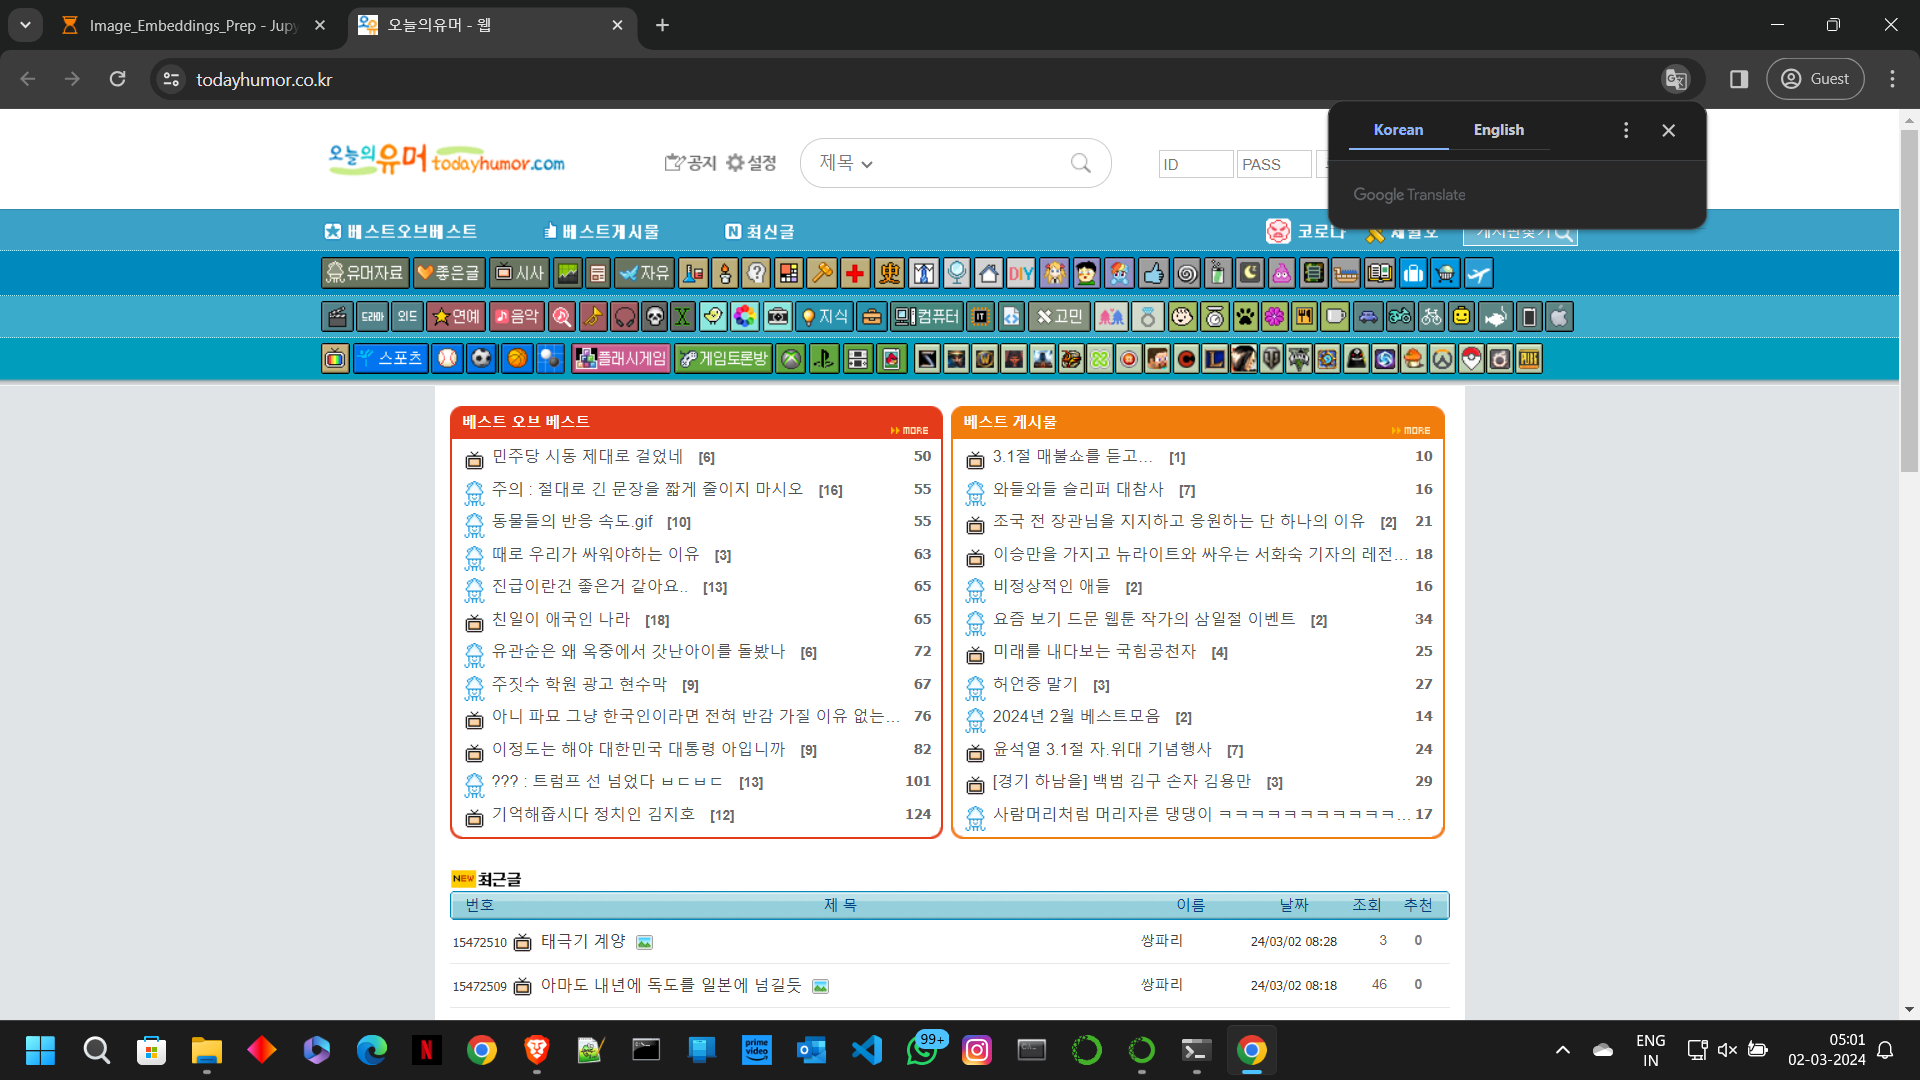 Image_Embeddings_Prep - Jupy
오늘의유머 - 웹
todayhumor.co.kr
Guest
Korean
English
Google Translate
오늘의유머 todayhumor.com
공지
설정
제목
ID
PASS
베스트오브베스트
베스트게시물
최신글
코로나
세월호
게시판찾기
유머자료
좋은글
시사
자유
DIY
드라마
외드
연예
음악
지식
컴퓨터
IT
고민
스포츠
플래시게임
게임토론방
베스트 오브 베스트
MORE
민주당 시동 제대로 걸었네 [6] 50
주의 : 절대로 긴 문장을 짧게 줄이지 마시오 [16] 55
동물들의 반응 속도.gif [10] 55
때로 우리가 싸워야하는 이유 [3] 63
진급이란건 좋은거 같아요.. [13] 65
친일이 애국인 나라 [18] 65
유관순은 왜 옥중에서 갓난아이를 돌봤나 [6] 72
주짓수 학원 광고 현수막 [9] 67
아니 파묘 그냥 한국인이라면 전혀 반감 가질 이유 없는... 76
이정도는 해야 대한민국 대통령 아입니까 [9] 82
??? : 트럼프 선 넘었다 ㅂㄷㅂㄷ [13] 101
기억해줍시다 정치인 김지호 [12] 124
베스트 게시물
MORE
3.1절 매불쇼를 듣고... [1] 10
와들와들 슬리퍼 대참사 [7] 16
조국 전 장관님을 지지하고 응원하는 단 하나의 이유 [2] 21
이승만을 가지고 뉴라이트와 싸우는 서화숙 기자의 레전... 18
비정상적인 애들 [2] 16
요즘 보기 드문 웹툰 작가의 삼일절 이벤트 [2] 34
미래를 내다보는 국힘공천자 [4] 25
허언증 말기 [3] 27
2024년 2월 베스트모음 [2] 14
윤석열 3.1절 자.위대 기념행사 [7] 24
[경기 하남을] 백범 김구 손자 김용만 [3] 29
사람머리처럼 머리자른 댕댕이 ㅋㅋㅋㅋㅋㅋㅋㅋㅋㅋㅋ... 17
NEW 최근글
번호 제 목 이름 날짜 조회 추천
15472510 태극기 계양 쌍파리 24/03/02 08:28 3 0
15472509 아마도 내년에 독도를 일본에 넘길듯 쌍파리 24/03/02 08:18 46 0
prime video
99+
ENG
IN
05:01
02-03-2024